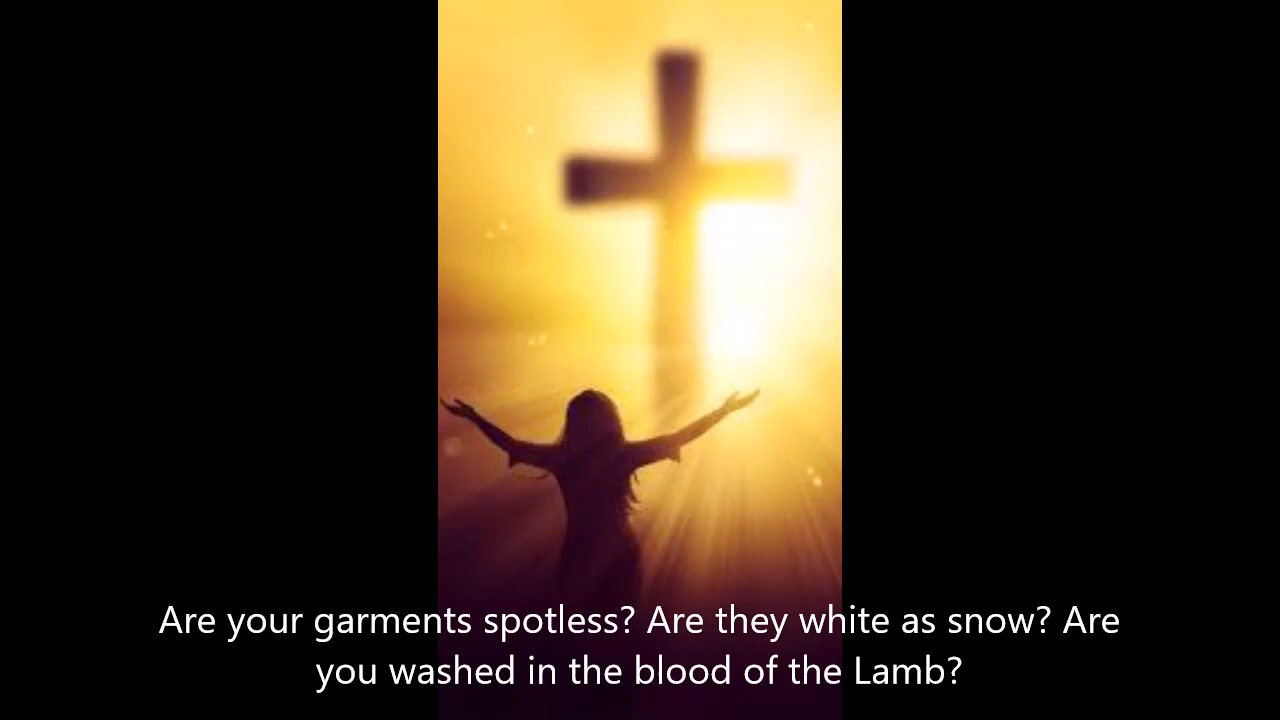 Are your garments spotless? Are they white as snow? Are
you washed in the blood of the Lamb?